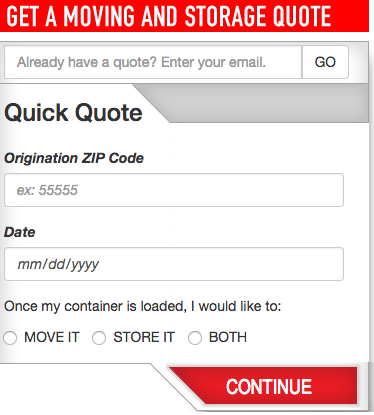 GET A MOVING AND STORAGE QUOTE
Already have a quote? Enter your email. GO
Quick Quote
Origination ZIP Code
ex: 55555
Date
mm/dd/yyyy
Once my container is loaded, I would like to:
MOVE IT STORE IT BOTH
CONTINUE